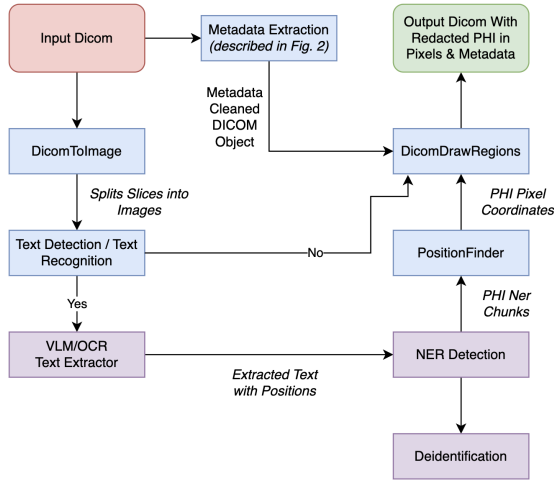 Input Dicom
Metadata Extraction
(described in Fig. 2)
Output Dicom With
Redacted PHI in
Pixels & Metadata
Metadata
Cleaned
DICOM
Object
DicomToImage
DicomDrawRegions
Splits Slices into
Images
PHI Pixel
Coordinates
Text Detection / Text
Recognition
No
PositionFinder
Yes
PHI Ner
Chunks
VLM/OCR
Text Extractor
Extracted Text
with Positions
NER Detection
Deidentification